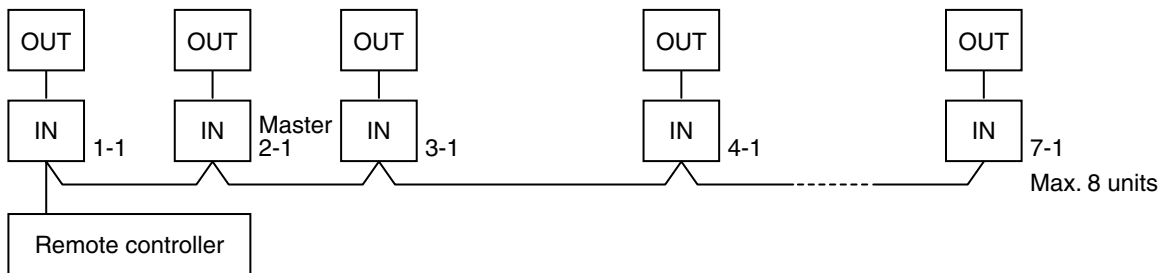 OUT OUT OUT OUT OUT
IN IN IN IN IN
Master
1-1 2-1 3-1 4-1 7-1
Max. 8 units
Remote controller